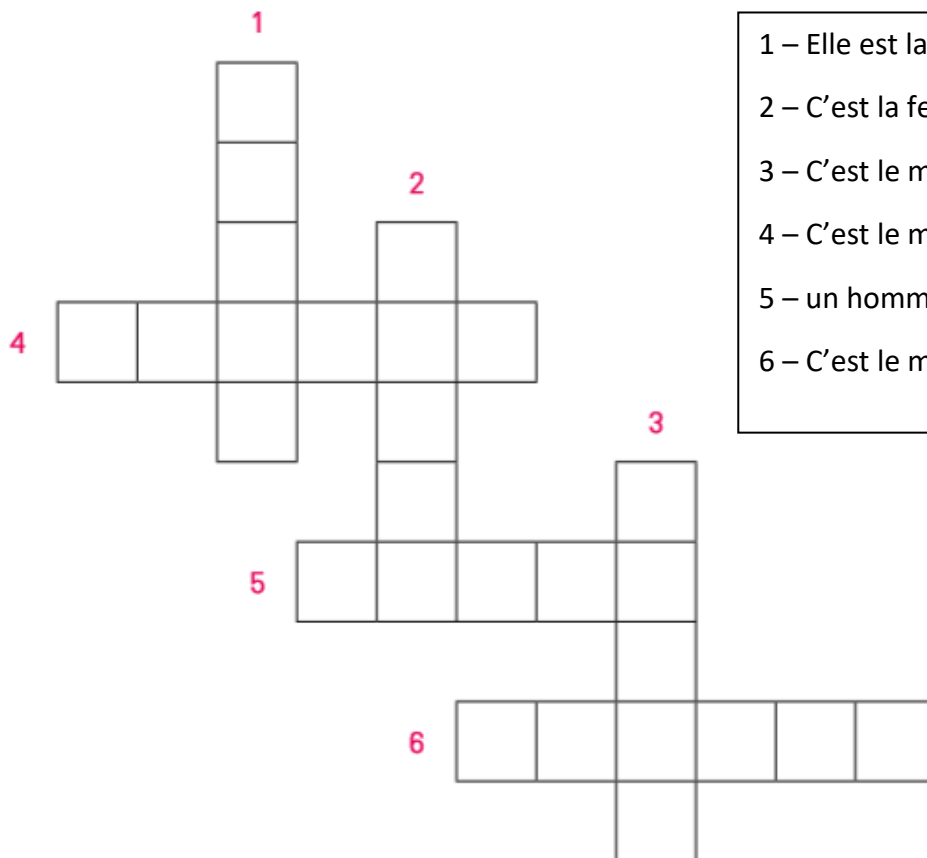 1
1 – Elle est la
2 – C’est la fe
2
3 – C’est le m
4 – C’est le m
5 – un homm
4
6 – C’est le m
3
5
6